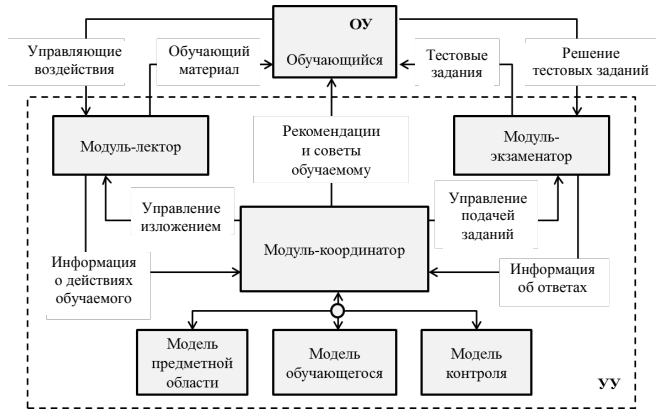 ОУ
Обучающийся
Управляющие
воздействия
Обучающий
материал
Тестовые
задания
Решение
тестовых заданий
Модуль-лектор
Рекомендации
и советы
обучаемому
Модуль-
экзаменатор
Управление
изложением
Модуль-координатор
Управление
подачей
заданий
Информация
о действиях
обучаемого
Информация
об ответах
Модель
предметной
области
Модель
обучающегося
Модель
контроля
УУ